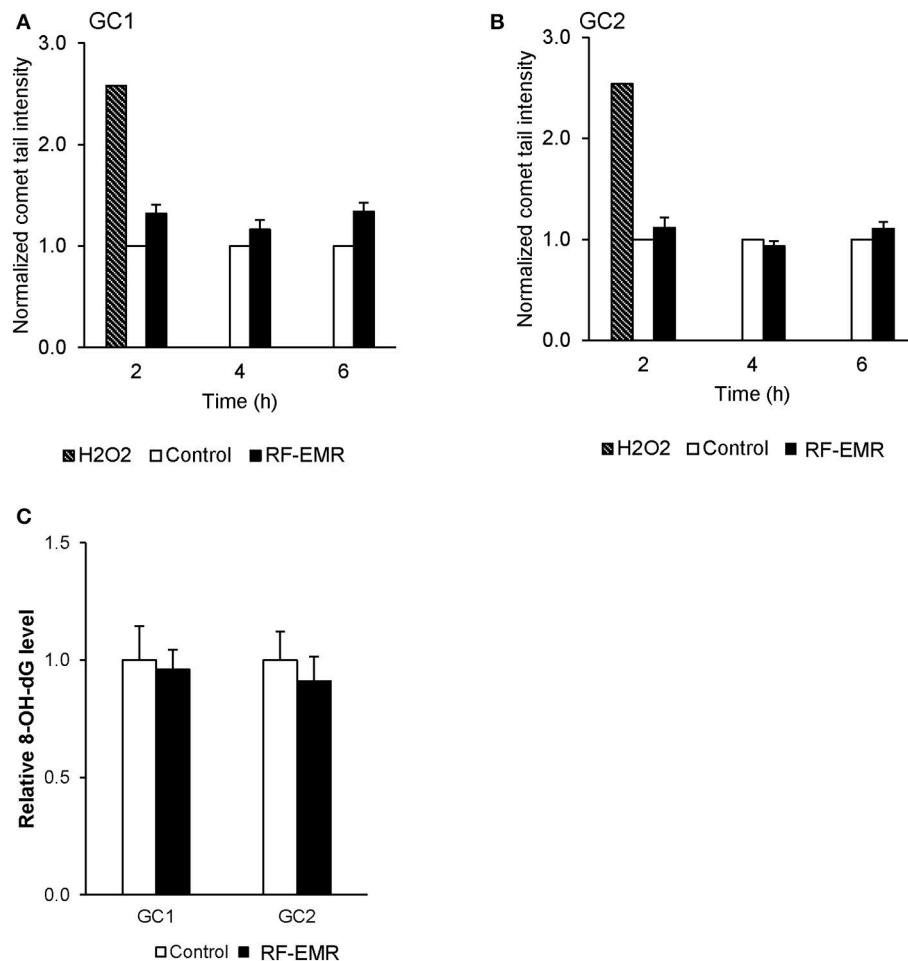 A
GC1
Normalized comet tail intensity
3.0
2.0
1.0
0.0
2 4 6
Time (h)
H2O2 Control RF-EMR
B
GC2
Normalized comet tail intensity
3.0
2.0
1.0
0.0
2 4 6
Time (h)
H2O2 Control RF-EMR
C
Relative 8-OH-dG level
1.5
1.0
0.5
0.0
GC1 GC2
Control RF-EMR